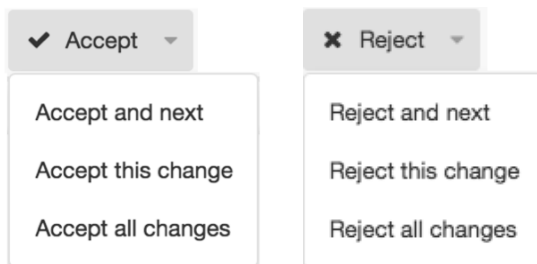 Accept
Accept and next
Accept this change
Accept all changes
Reject
Reject and next
Reject this change
Reject all changes